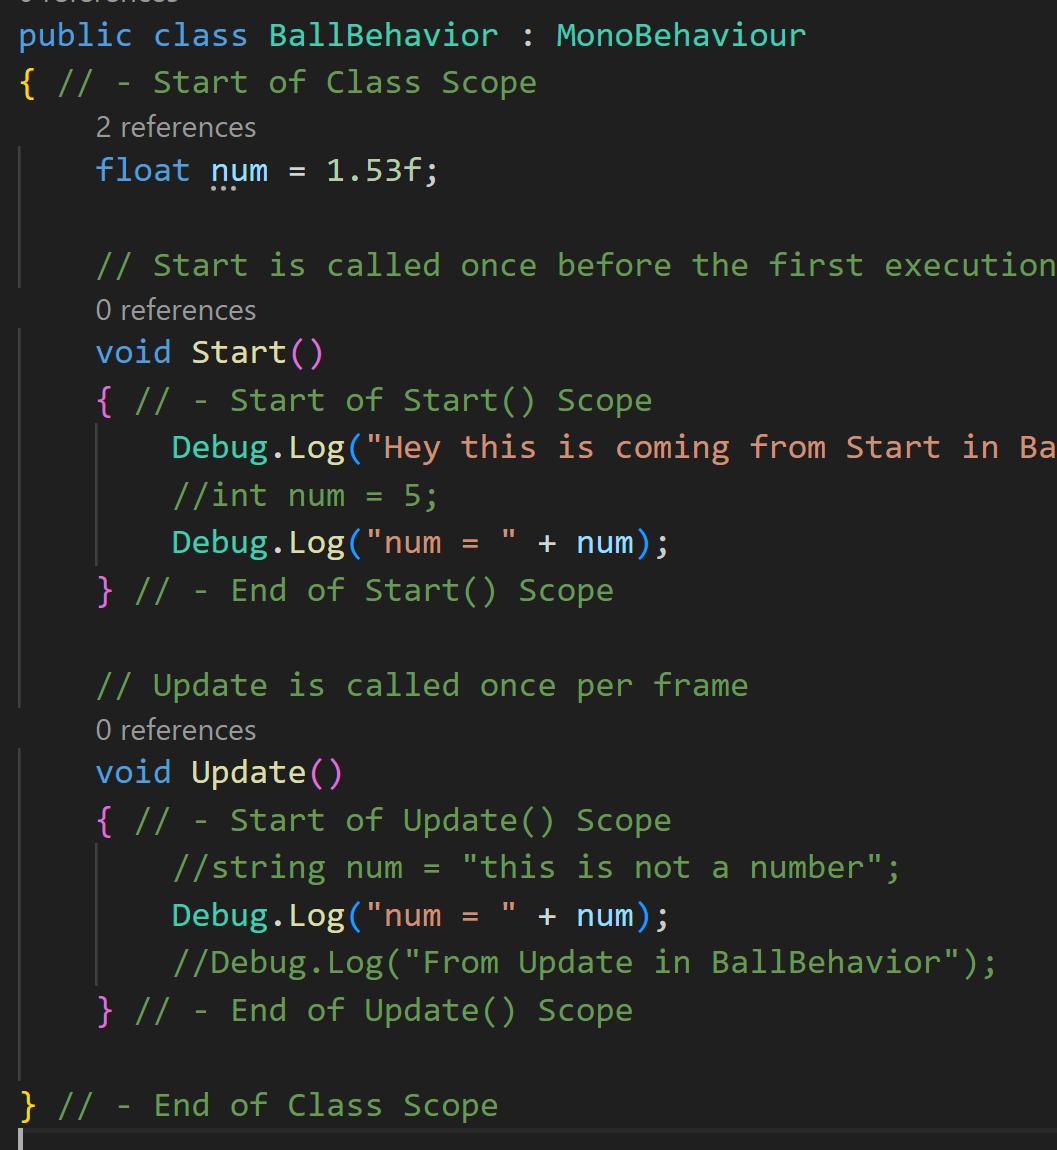 references
public class BallBehavior : MonoBehaviour
{ // - Start of Class Scope
2 references
float num = 1.53f;
// Start is called once before the first execution
0 references
void Start()
{ // - Start of Start() Scope
Debug.Log("Hey this is coming from Start in Ba
//int num = 5;
Debug.Log("num = " + num);
} // - End of Start() Scope
// Update is called once per frame
0 references
void Update()
{ // - Start of Update() Scope
//string num = "this is not a number";
Debug.Log("num = " + num);
//Debug.Log("From Update in BallBehavior");
} // - End of Update() Scope
} // - End of Class Scope